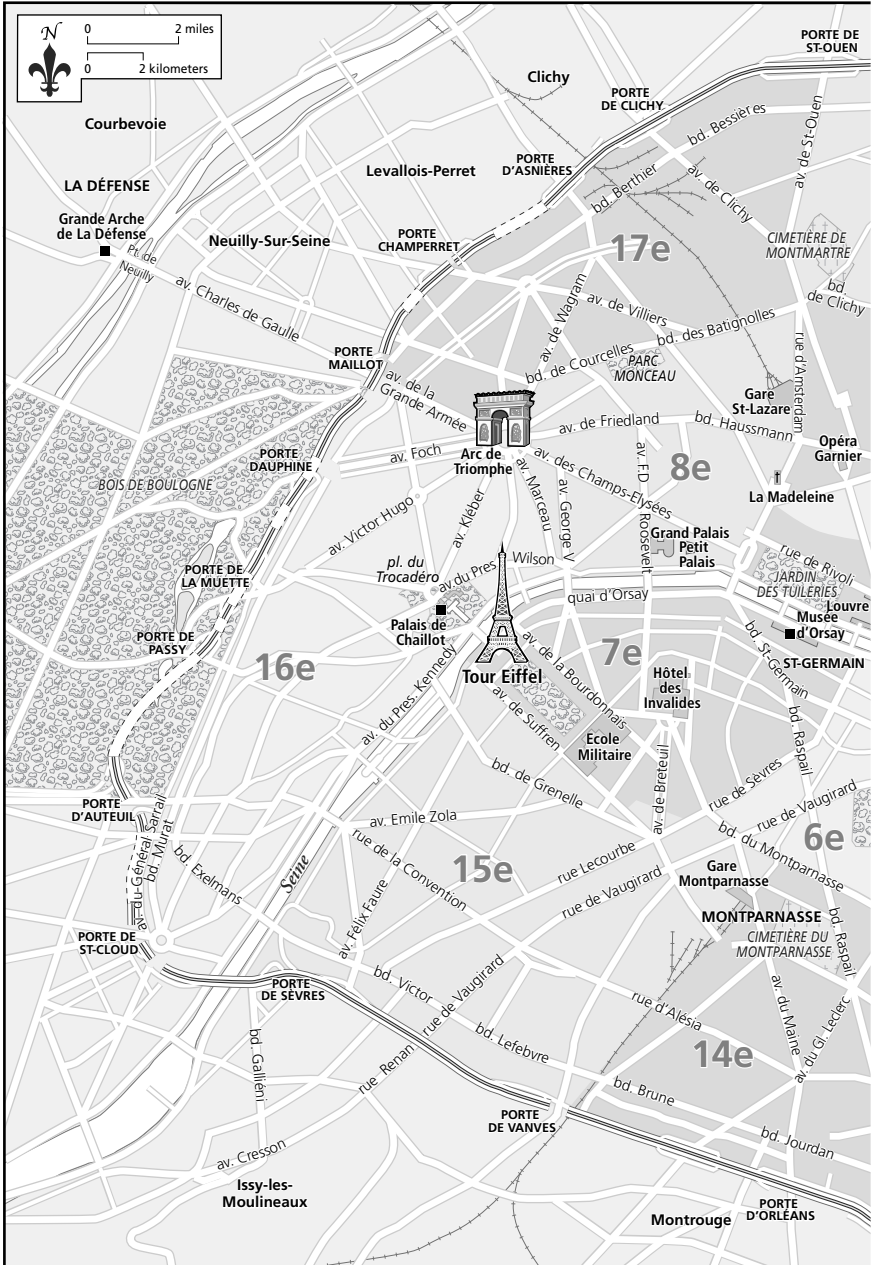 N
0 2 miles
0 2 kilometers
PORTE DE
ST-OUEN
Clichy
PORTE
DE CLICHY
Courbevoie
bd. Bessières
av. de St-Ouen
PORTE
D'ASNIÈRES
Levallois-Perret
bd. Berthier
av. de Clichy
LA DÉFENSE
Grande Arche
de La Défense
Neuilly-Sur-Seine
PORTE
CHAMPERRET
17e
CIMETIÈRE DE
MONTMARTRE
Pt. de
Neuilly
av. Charles de Gaulle
bd.
de Clichy
av. de Wagram
av. de Villiers
bd. des Batignolles
rue d'Amsterdam
PORTE
MAILLOT
bd. de Courcelles
PARC
MONCEAU
av. de la
Grande Armée
Gare
St-Lazare
av. de Friedland
bd. Haussmann
Opéra
Garnier
av. Foch
Arc de
Triomphe
PORTE
DAUPHINE
av. des Champs-Elysées
av. F.D. Roosevelt
8e
BOIS DE BOULOGNE
av. Marceau
av. George V
La Madeleine
av. Kléber
av. Victor Hugo
Grand Palais
Petit
Palais
rue de Rivoli
pl. du
Trocadéro
av du Pres. Wilson
PORTE DE
LA MUETTE
JARDIN
DES TUILERIES
quai d'Orsay
Louvre
Palais de
Chaillot
Musée
d'Orsay
PORTE DE
PASSY
16e
7e
bd. St-Germain
ST-GERMAIN
Tour Eiffel
av. de la Bourdonnais
Hôtel
des
Invalides
av. du Pres. Kennedy
av. de Suffren
bd. Raspail
Ecole
Militaire
av. de Breteuil
bd. de Grenelle
rue de Sèvres
PORTE
D'AUTEUIL
av. du Général Sarrail
bd. Murat
av. Emile Zola
rue de Vaugirard
6e
bd. du Montparnasse
bd. Exelmans
Seine
rue de la Convention
15e
rue Lecourbe
Gare
Montparnasse
av. Félix Faure
rue de Vaugirard
MONTPARNASSE
CIMETIÈRE DU
MONTPARNASSE
bd. Raspail
PORTE DE
ST-CLOUD
PORTE
DE SÈVRES
bd. Victor
rue de Vaugirard
rue d'Alésia
av. du Maine
av. du Gl. Leclerc
bd. Lefebvre
bd. Galliéni
rue Renan
14e
bd. Brune
PORTE
DE VANVES
bd. Jourdan
av. Cresson
Issy-les-
Moulineaux
Montrouge
PORTE
D'ORLÉANS